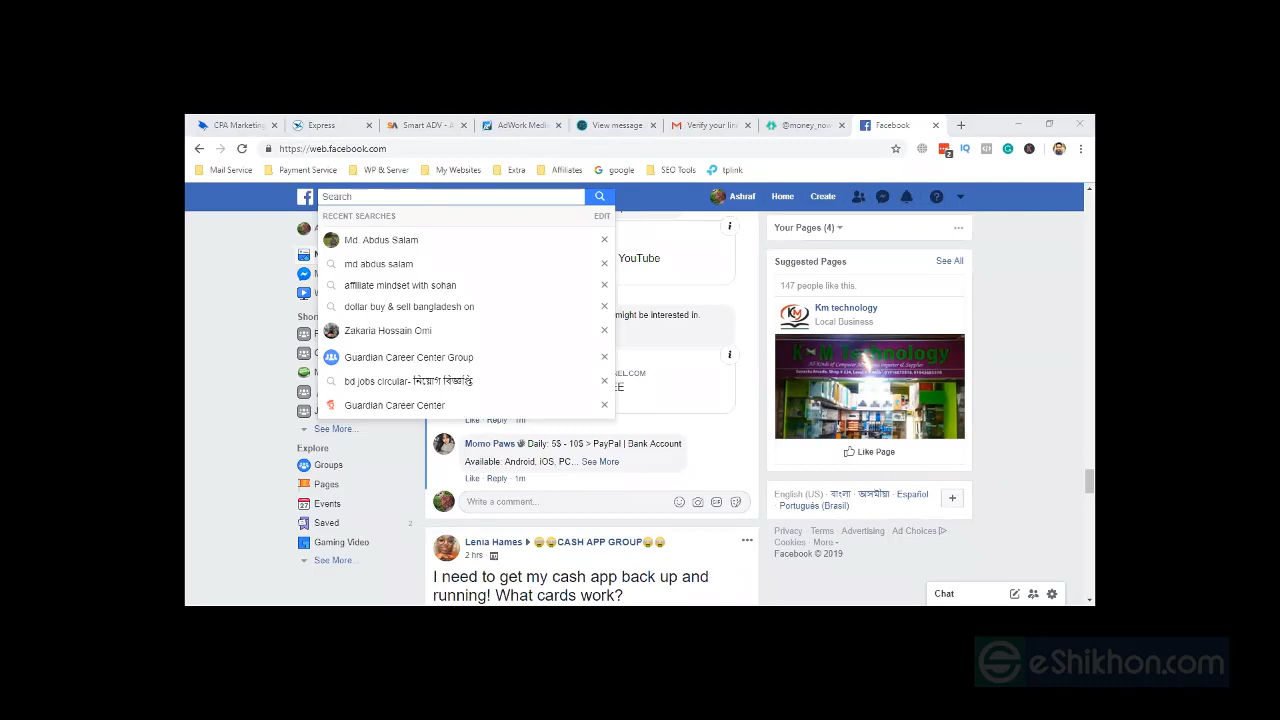 CPA Marketing
Express
Smart ADV - A
AdWork Medi
View message
Verify your lin
@money_now
Facebook
https://web.facebook.com
Mail Service
Payment Service
WP & Server
My Websites
Extra
Affiliates
google
SEO Tools
tplink
Search
Ashraf
Home
Create
RECENT SEARCHES
EDIT
Md. Abdus Salam
md abdus salam
affiliate mindset with sohan
dollar buy & sell bangladesh on
Zakaria Hossain Omi
Guardian Career Center Group
bd jobs circular- নিয়োগ বিজ্ঞপ্তি
Guardian Career Center
Shor
See More...
Explore
Groups
Pages
Events
Saved
2
Gaming Video
See More...
YouTube
might be interested in.
NEL.COM
EE
Like · Reply · 1m
Momo Paws Daily: 5$ - 10$ > PayPal | Bank Account
Available: Android, iOS, PC... See More
Like · Reply · 1m
Write a comment...
Lenia Hames CASH APP GROUP
2 hrs
I need to get my cash app back up and
running! What cards work?
Your Pages (4)
Suggested Pages
See All
147 people like this.
Km technology
Local Business
KM Technology
Like Page
English (US) · বাংলা · অসমীয়া · Español ·
Português (Brasil)
Privacy · Terms · Advertising · Ad Choices
Cookies · More
Facebook © 2019
Chat
eShikhon.com